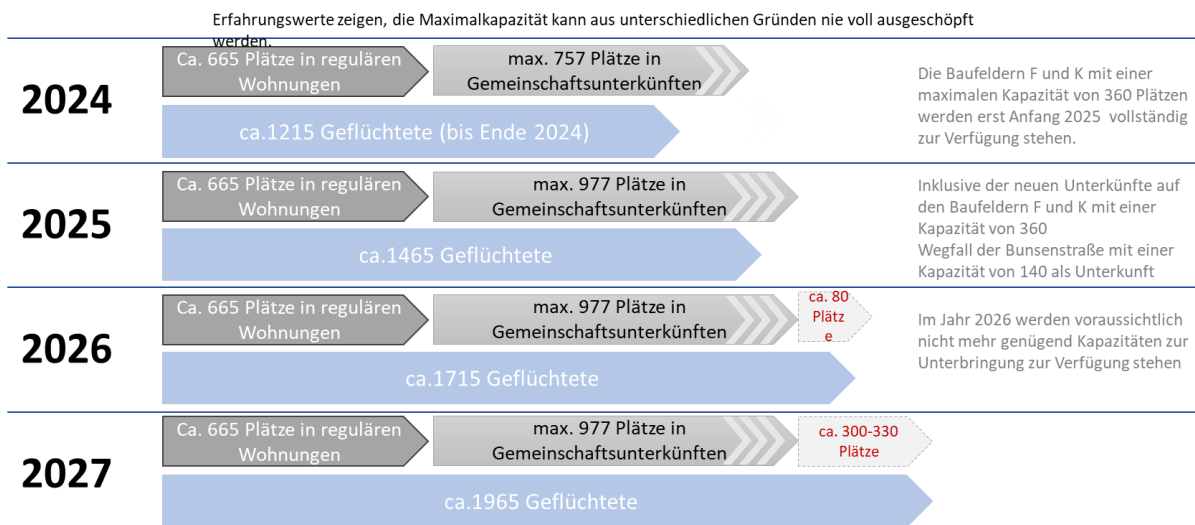 Erfahrungswerte zeigen, die Maximalkapazität kann aus unterschiedlichen Gründen nie voll ausgeschöpft
werden.
2024
Ca. 665 Plätze in regulären
Wohnungen
max. 757 Plätze in
Gemeinschaftsunterkünften
ca.1215 Geflüchtete (bis Ende 2024)
Die Baufeldern F und K mit einer
maximalen Kapazität von 360 Plätzen
werden erst Anfang 2025 vollständig
zur Verfügung stehen.
2025
Ca. 665 Plätze in regulären
Wohnungen
max. 977 Plätze in
Gemeinschaftsunterkünften
ca.1465 Geflüchtete
Inklusive der neuen Unterkünfte auf
den Baufeldern F und K mit einer
Kapazität von 360
Wegfall der Bunsenstraße mit einer
Kapazität von 140 als Unterkunft
2026
Ca. 665 Plätze in regulären
Wohnungen
max. 977 Plätze in
Gemeinschaftsunterkünften
ca. 80
Plätz
e
ca.1715 Geflüchtete
Im Jahr 2026 werden voraussichtlich
nicht mehr genügend Kapazitäten zur
Unterbringung zur Verfügung stehen
2027
Ca. 665 Plätze in regulären
Wohnungen
max. 977 Plätze in
Gemeinschaftsunterkünften
ca. 300-330
Plätze
ca.1965 Geflüchtete